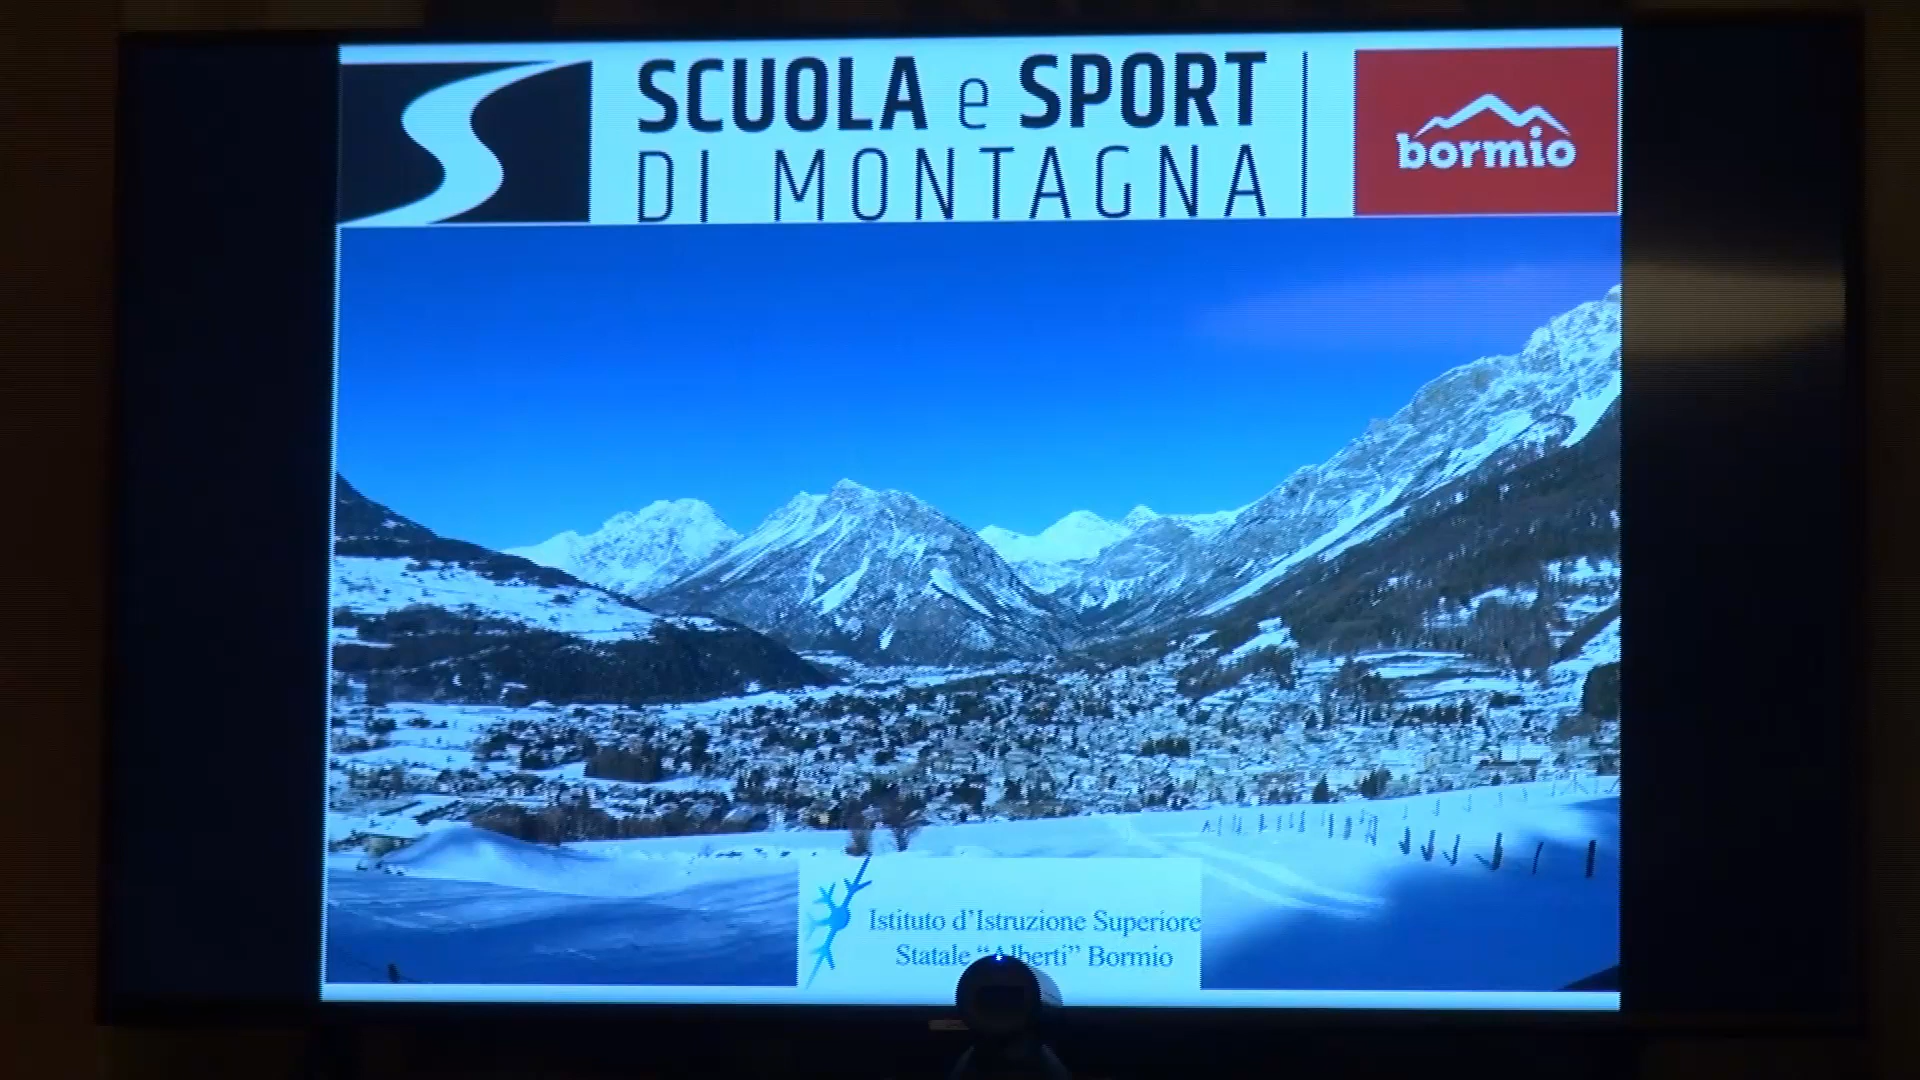 SCUOLA e SPORT
DI MONTAGNA
bormio
Istituto d'Istruzione Superiore
Statale “Alberti” Bormio